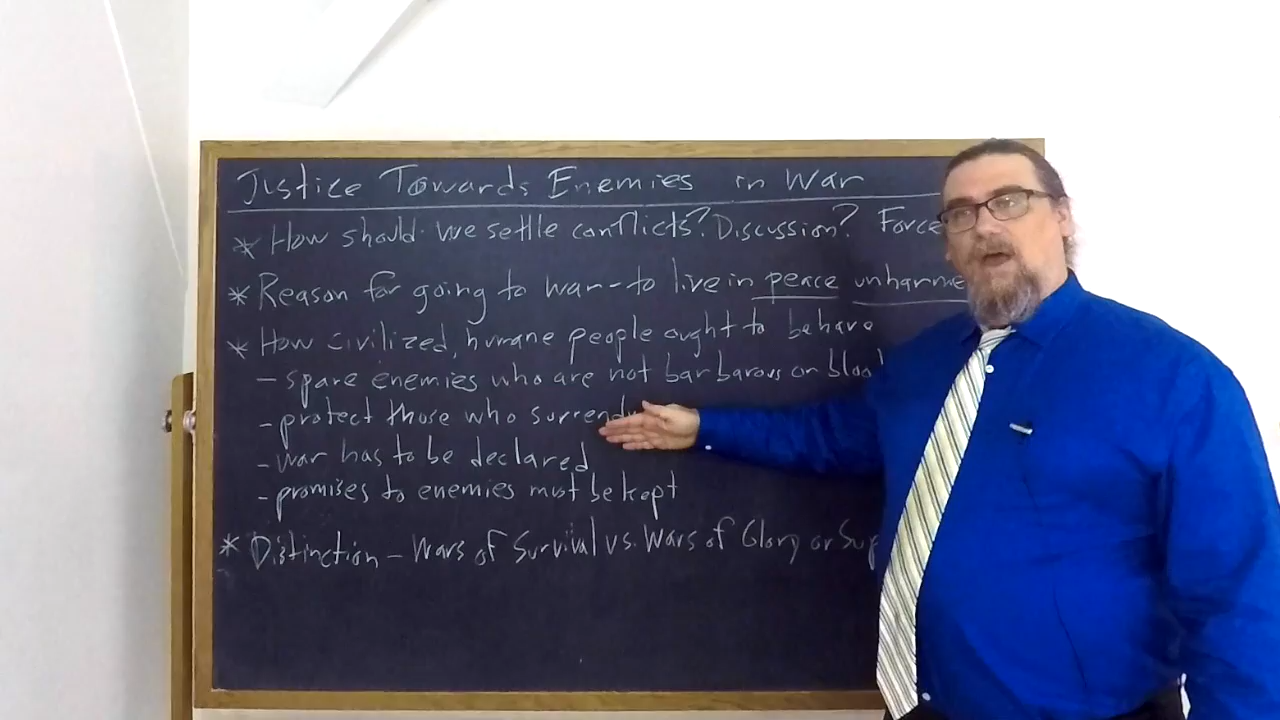 Justice Towards Enemies in War
* How should we settle conflicts? Discussion? Force
* Reason for going to war - to live in peace unharme
* How civilized, humane people ought to behave
- spare enemies who are not barbarous or bloo
- protect those who surrend
- war has to be declared
- promises to enemies must be kept
* Distinction - Wars of Survival vs. Wars of Glory or Sup